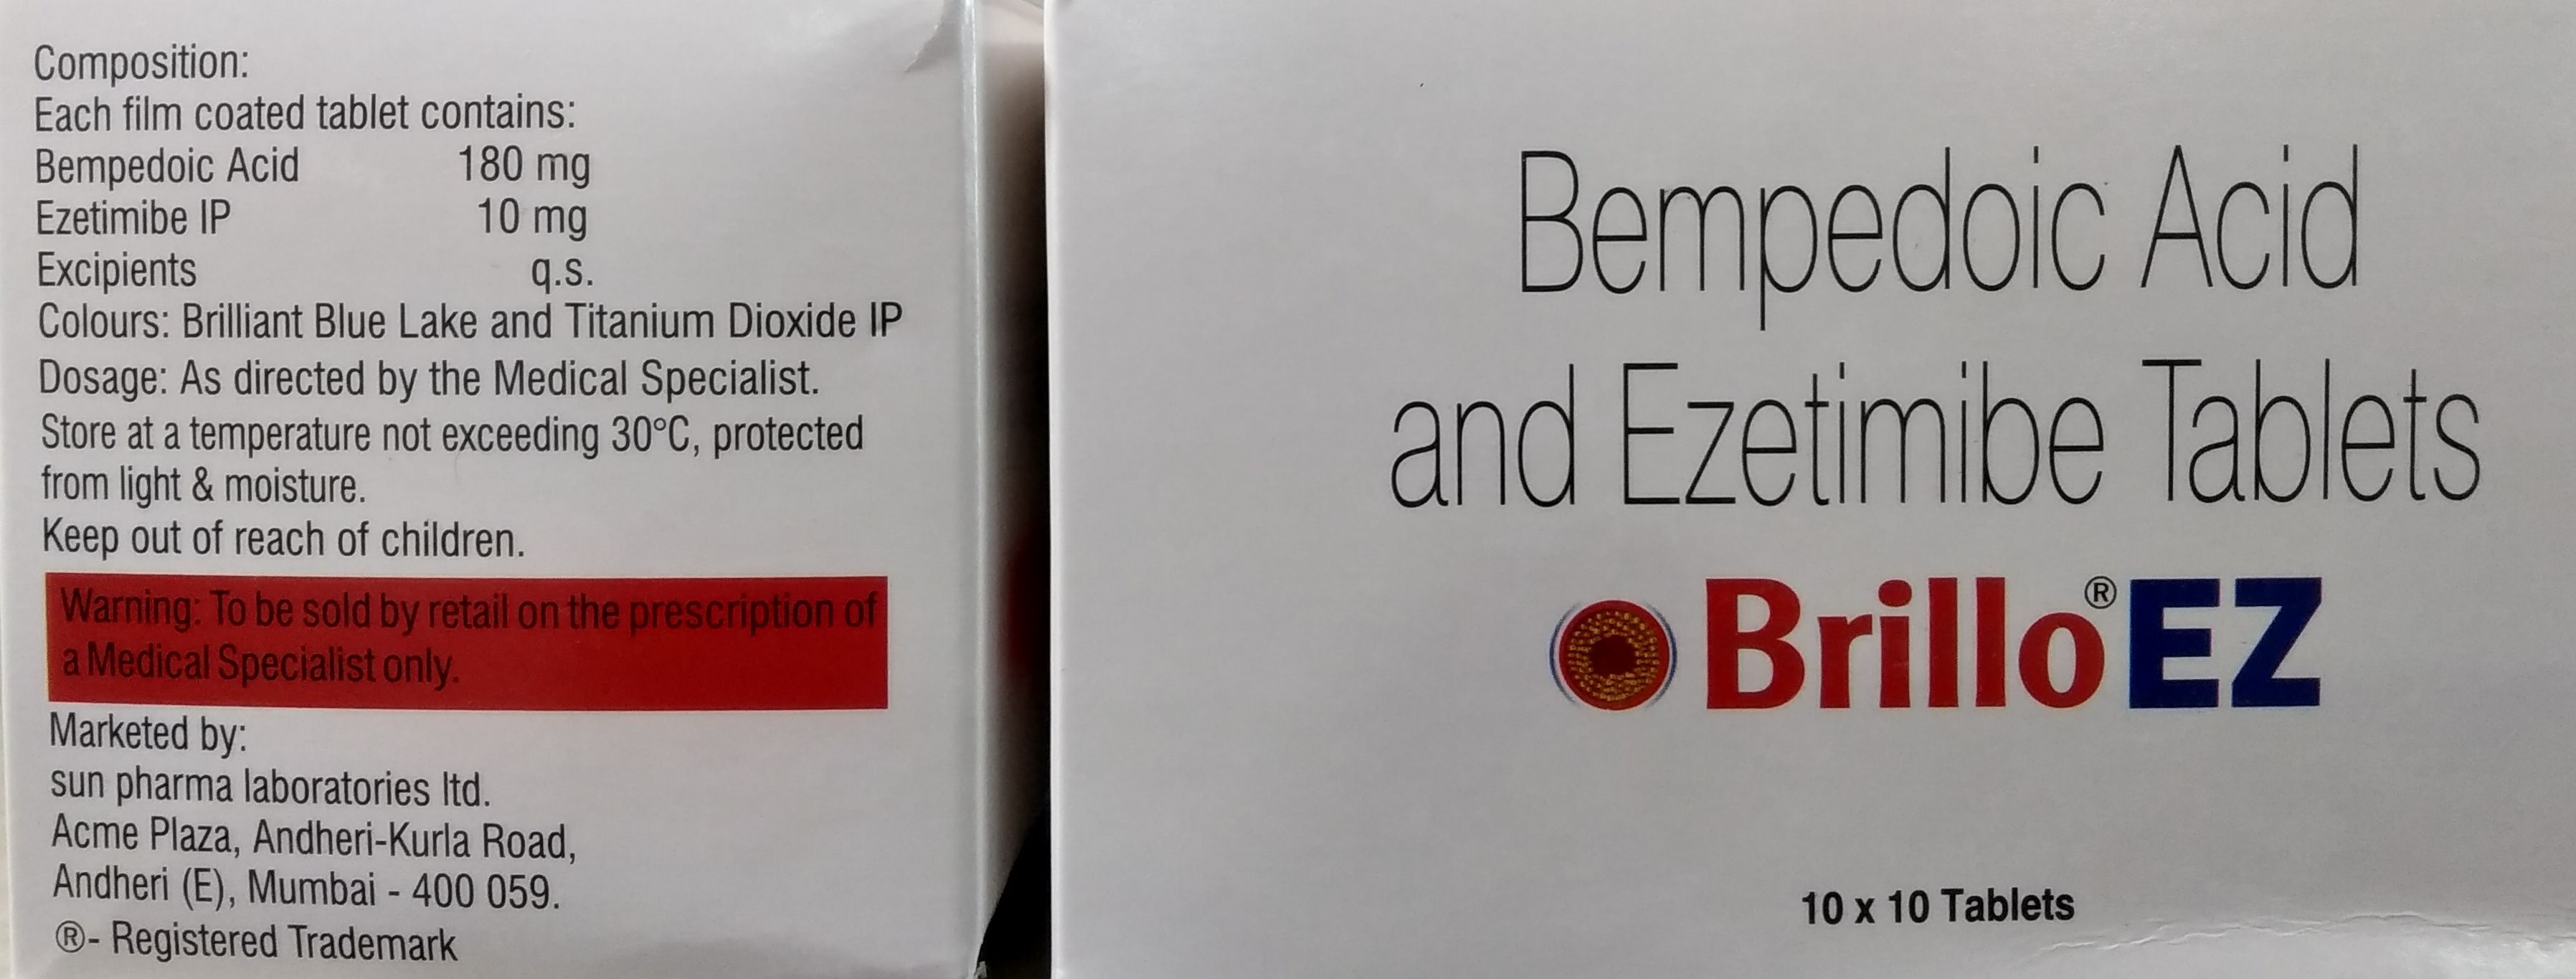 Composition:
Each film coated tablet contains:
Bempedoic Acid 180 mg
Ezetimibe IP 10 mg
Excipients q.s.
Colours: Brilliant Blue Lake and Titanium Dioxide IP
Dosage: As directed by the Medical Specialist.
Store at a temperature not exceeding 30°C, protected
from light & moisture.
Keep out of reach of children.
Warning: To be sold by retail on the prescription of
a Medical Specialist only.
Marketed by:
sun pharma laboratories ltd.
Acme Plaza, Andheri-Kurla Road,
Andheri (E), Mumbai - 400 059.
®- Registered Trademark
Bempedoic Acid
and Ezetimibe Tablets
Brillo® EZ
10 x 10 Tablets